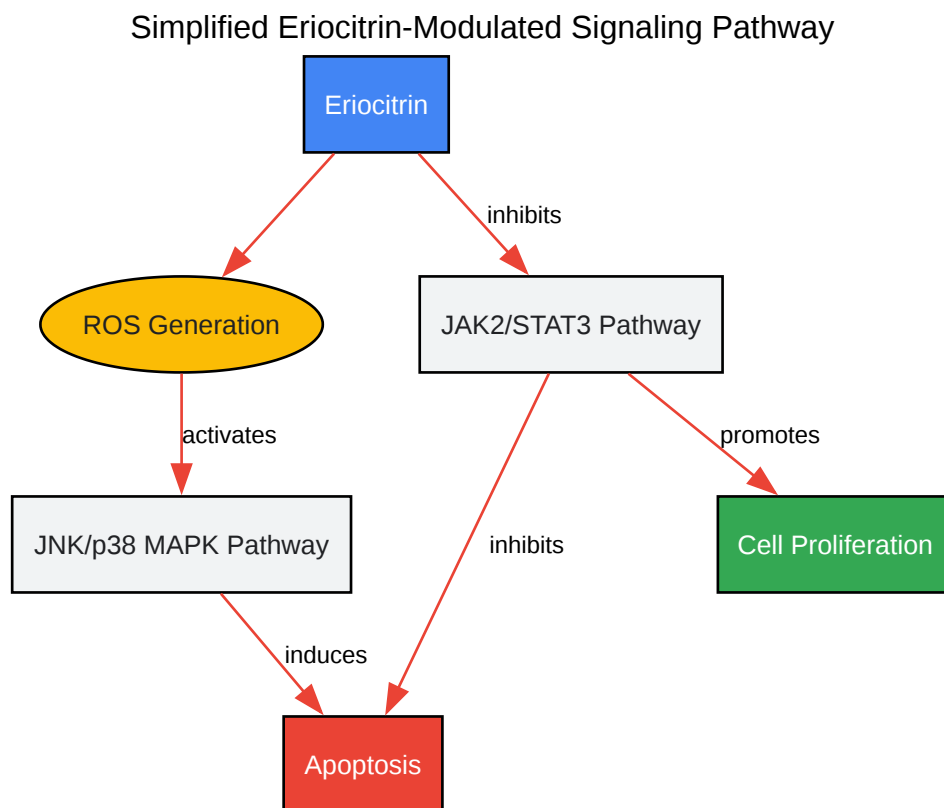 Simplified Eriocitrin-Modulated Signaling Pathway
Eriocitrin
inhibits
ROS Generation
JAK2/STAT3 Pathway
activates
promotes
JNK/p38 MAPK Pathway
inhibits
Cell Proliferation
induces
Apoptosis